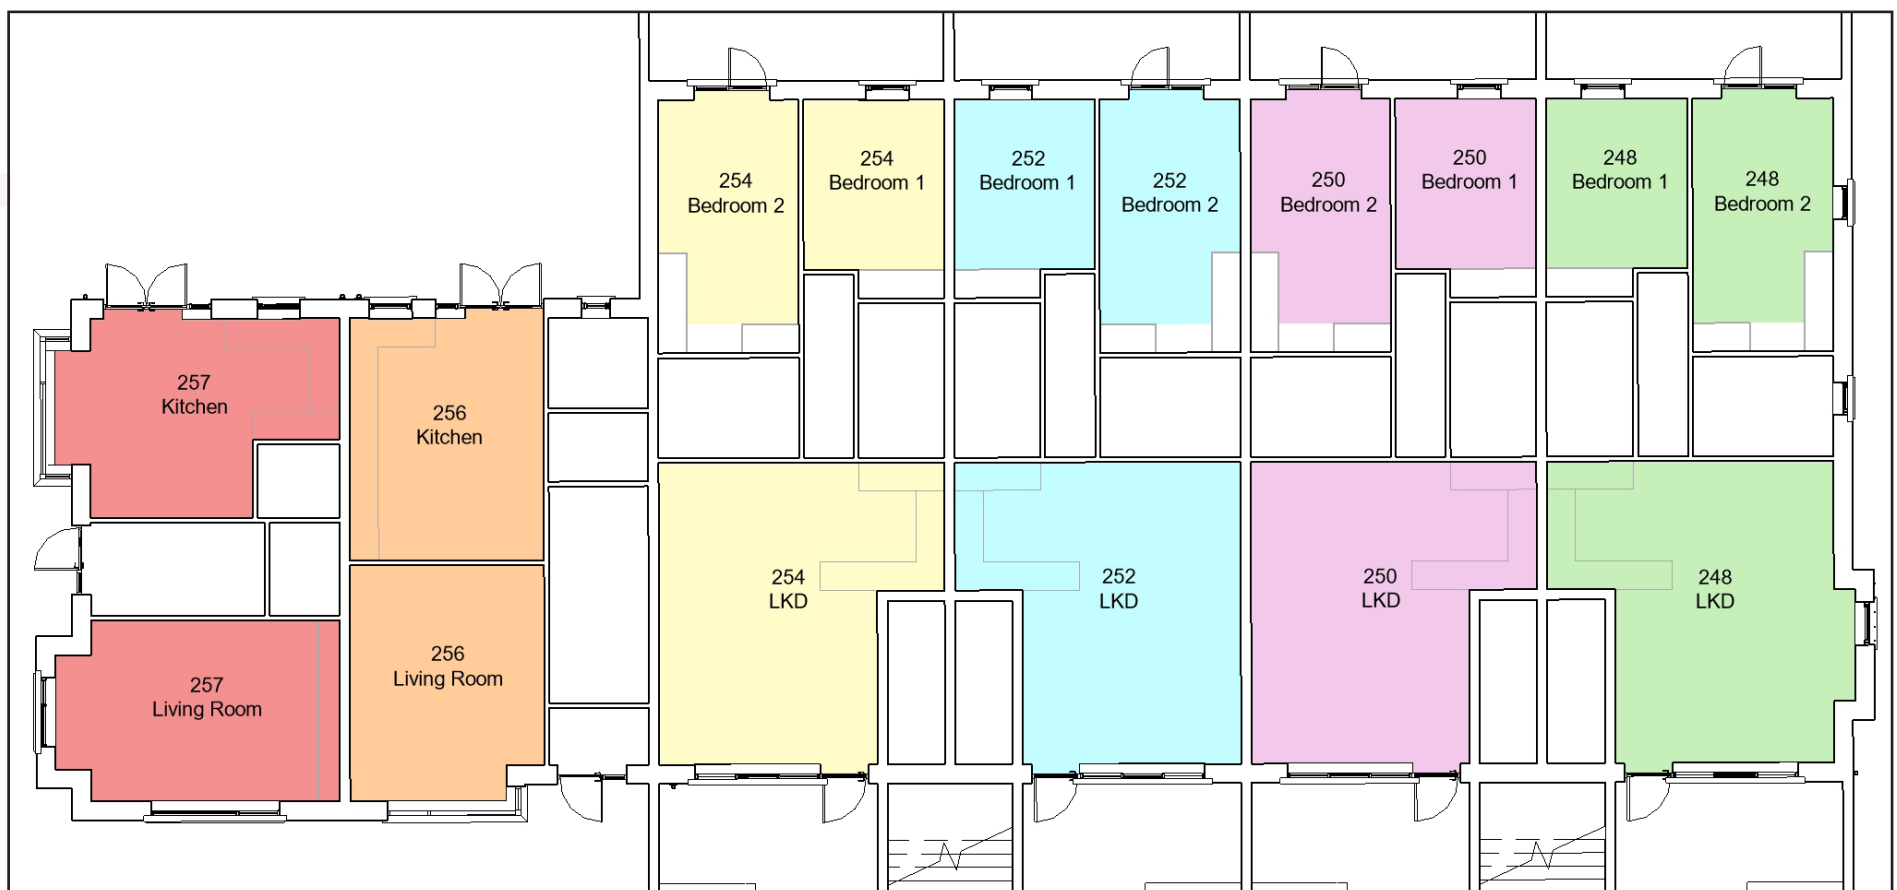 254
Bedroom 2
254
Bedroom 1
252
Bedroom 1
252
Bedroom 2
250
Bedroom 2
250
Bedroom 1
248
Bedroom 1
248
Bedroom 2
257
Kitchen
256
Kitchen
254
LKD
252
LKD
250
LKD
248
LKD
257
Living Room
256
Living Room